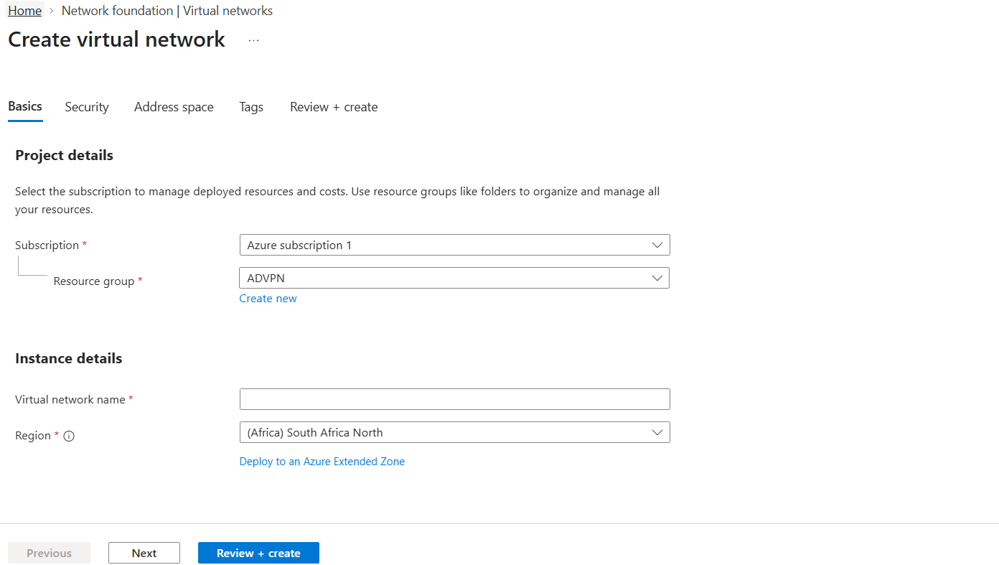 Home > Network foundation | Virtual networks
Create virtual network ...
Basics Security Address space Tags Review + create
Project details
Select the subscription to manage deployed resources and costs. Use resource groups like folders to organize and manage all
your resources.
Subscription * Azure subscription 1
Resource group * ADVPN
Create new
Instance details
Virtual network name *
Region * (Africa) South Africa North
Deploy to an Azure Extended Zone
Previous Next Review + create